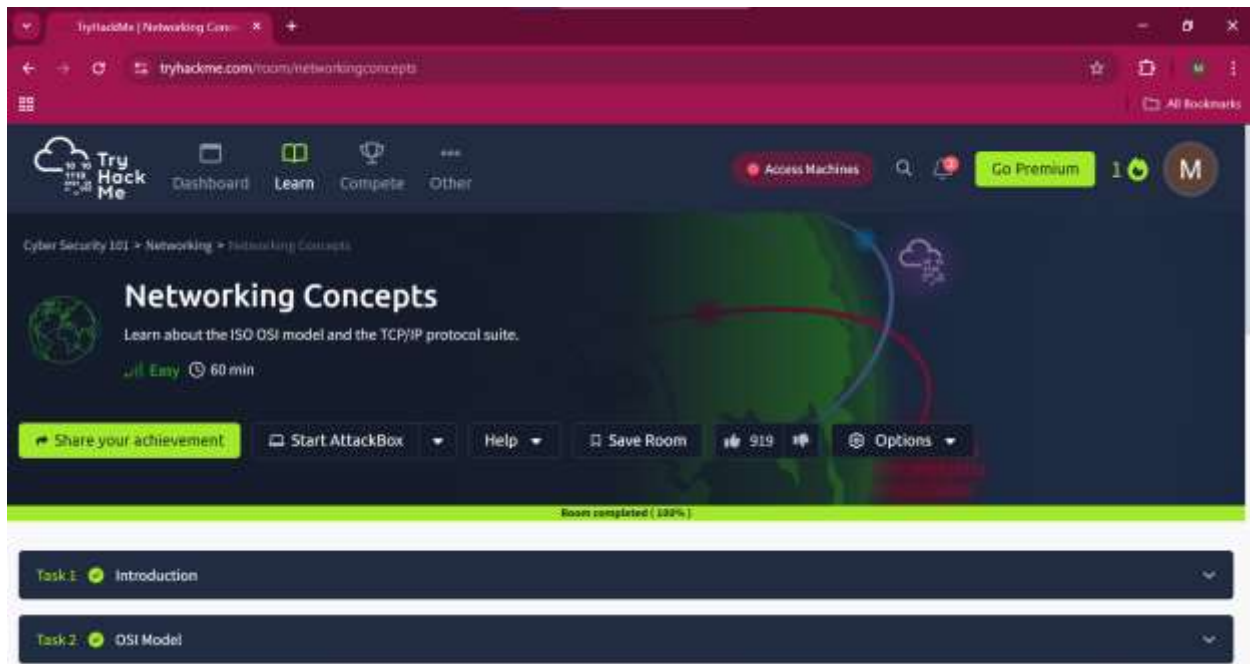 TryHackMe | Networking Conc
tryhackme.com/room/networkingconcepts
All Bookmarks
Try Hack Me
Dashboard
Learn
Compete
Other
Access Machines
Go Premium
1
M
Cyber Security 101 > Networking > Networking Concepts
Networking Concepts
Learn about the ISO OSI model and the TCP/IP protocol suite.
Easy 60 min
Share your achievement
Start AttackBox
Help
Save Room
919
Options
Room completed ( 100% )
Task 1 Introduction
Task 2 OSI Model